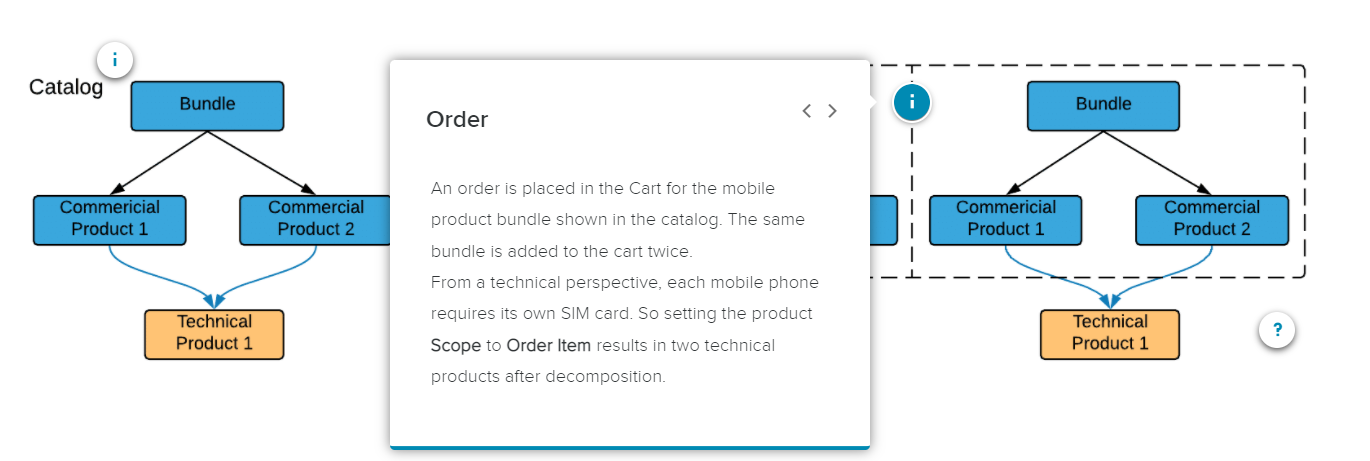 Catalog
i
Bundle
Commericial
Product 1
Commercial
Product 2
Technical
Product 1
Order
An order is placed in the Cart for the mobile
product bundle shown in the catalog. The same
bundle is added to the cart twice.
From a technical perspective, each mobile phone
requires its own SIM card. So setting the product
Scope to Order Item results in two technical
products after decomposition.
i
Bundle
Commericial
Product 1
Commercial
Product 2
Technical
Product 1
?